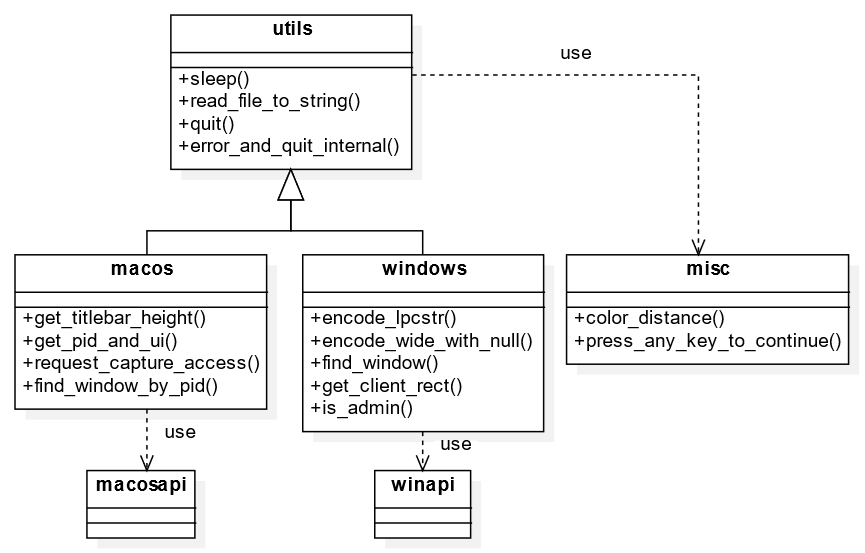 utils
+sleep()
+read_file_to_string()
+quit()
+error_and_quit_internal()
use
macos
+get_titlebar_height()
+get_pid_and_ui()
+request_capture_access()
+find_window_by_pid()
windows
+encode_lpcstr()
+encode_wide_with_null()
+find_window()
+get_client_rect()
+is_admin()
misc
+color_distance()
+press_any_key_to_continue()
use
use
macosapi
winapi